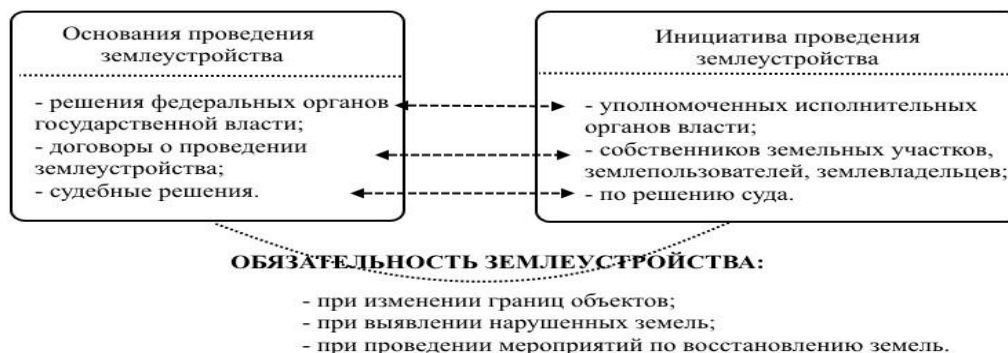 Основания проведения
землеустройства
- решения федеральных органов
государственной власти;
- договоры о проведении
землеустройства;
- судебные решения.
Инициатива проведения
землеустройства
- уполномоченных исполнительных
органов власти;
- собственников земельных участков,
землепользователей, землевладельцев;
- по решению суда.
ОБЯЗАТЕЛЬНОСТЬ ЗЕМЛЕУСТРОЙСТВА:
- при изменении границ объектов;
- при выявлении нарушенных земель;
- при проведении мероприятий по восстановлению земель.